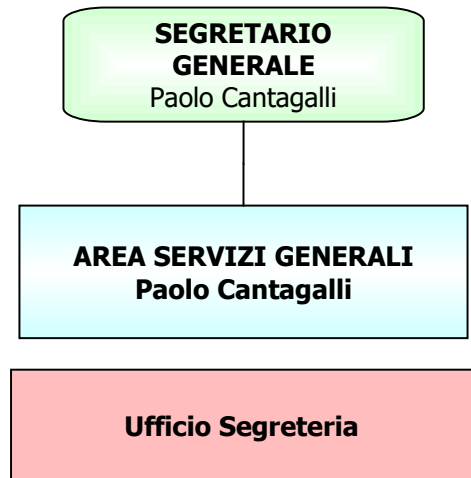 SEGRETARIO
GENERALE
Paolo Cantagalli
AREA SERVIZI GENERALI
Paolo Cantagalli
Ufficio Segreteria